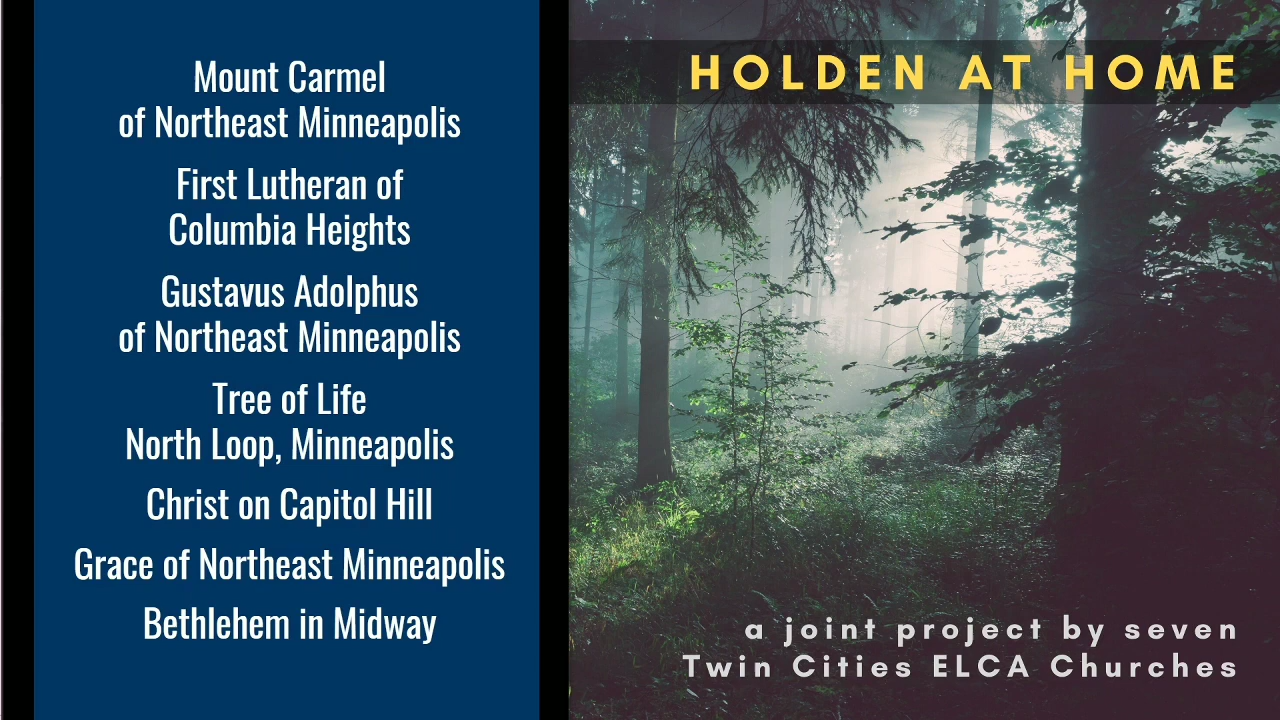 Mount Carmel
of Northeast Minneapolis
First Lutheran of
Columbia Heights
Gustavus Adolphus
of Northeast Minneapolis
Tree of Life
North Loop, Minneapolis
Christ on Capitol Hill
Grace of Northeast Minneapolis
Bethlehem in Midway
HOLDEN AT HOME
a joint project by seven
Twin Cities ELCA Churches